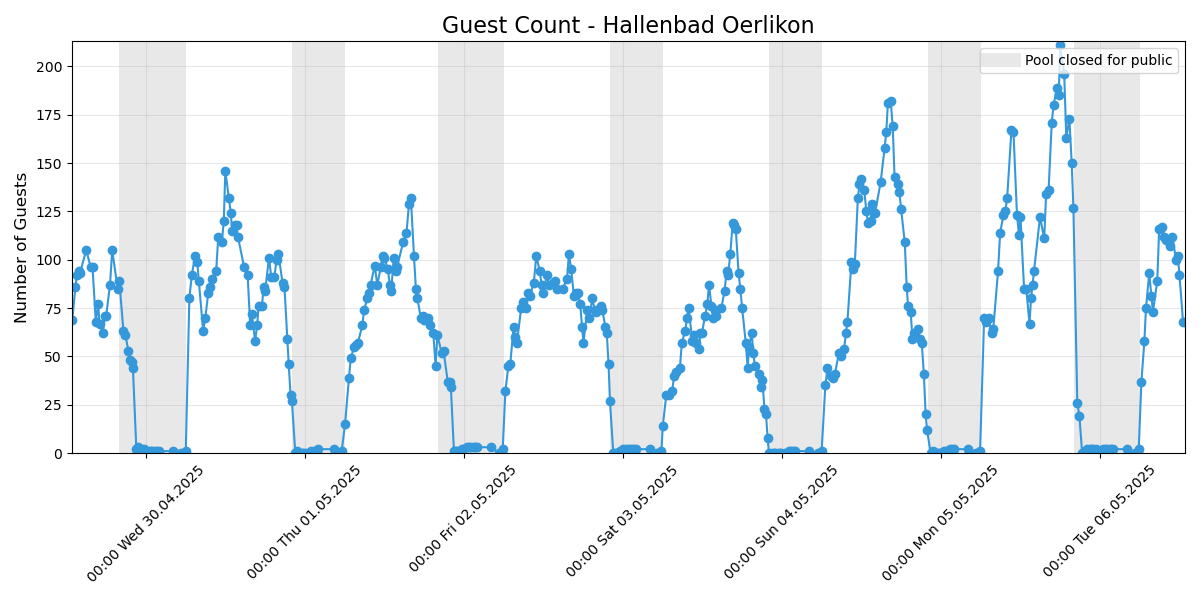 Guest Count - Hallenbad Oerlikon
Pool closed for public
Number of Guests
200
175
150
125
100
75
50
25
0
00:00 Wed 30.04.2025
00:00 Thu 01.05.2025
00:00 Fri 02.05.2025
00:00 Sat 03.05.2025
00:00 Sun 04.05.2025
00:00 Mon 05.05.2025
00:00 Tue 06.05.2025